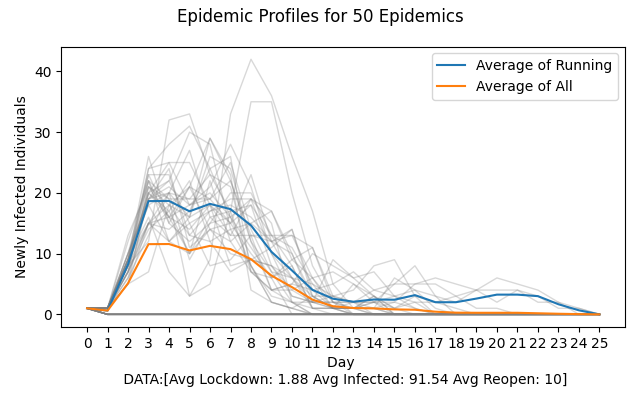 Epidemic Profiles for 50 Epidemics
Average of Running
Average of All
Newly Infected Individuals
40
30
20
10
0
0 1 2 3 4 5 6 7 8 9 10 11 12 13 14 15 16 17 18 19 20 21 22 23 24 25
Day
DATA:[Avg Lockdown: 1.88 Avg Infected: 91.54 Avg Reopen: 10]